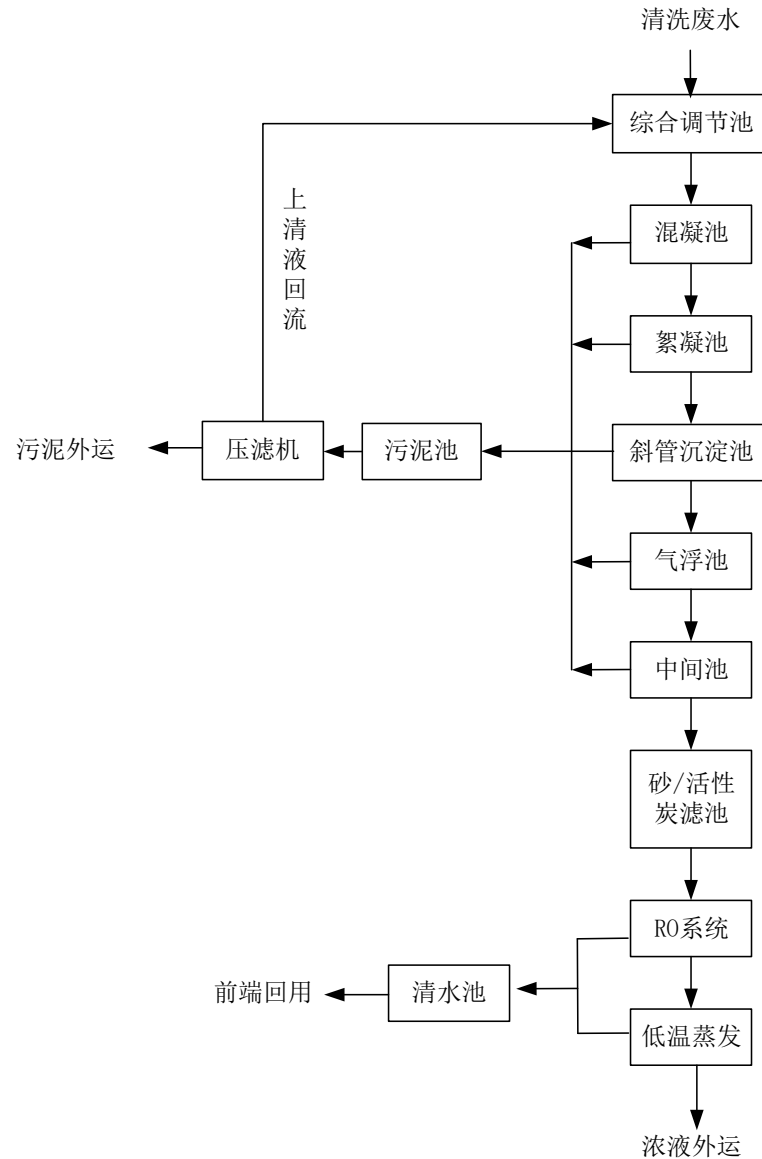 清洗废水
综合调节池
上
清
液
回
流
混凝池
絮凝池
污泥外运
压滤机
污泥池
斜管沉淀池
气浮池
中间池
砂/活性
炭滤池
RO系统
前端回用
清水池
低温蒸发
浓液外运